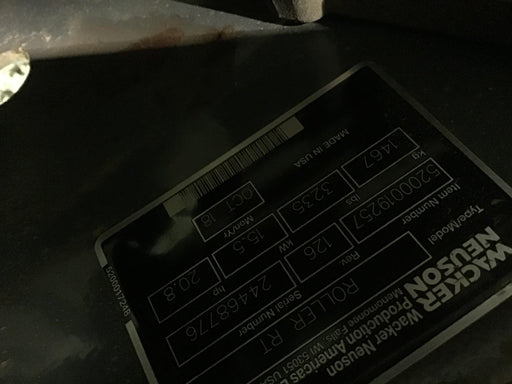 WACKER
NEUSON
Wacker Neuson
Production Americas
Menomonee Falls, WI 53051 USA
Type/Model
ROLLER RT
Item Number
5200019257
Rev.
126
Serial Number
24468776
kg
1467
lbs
3235
kW
15.5
hp
20.8
Mon/Yr
OCT 18
MADE IN USA